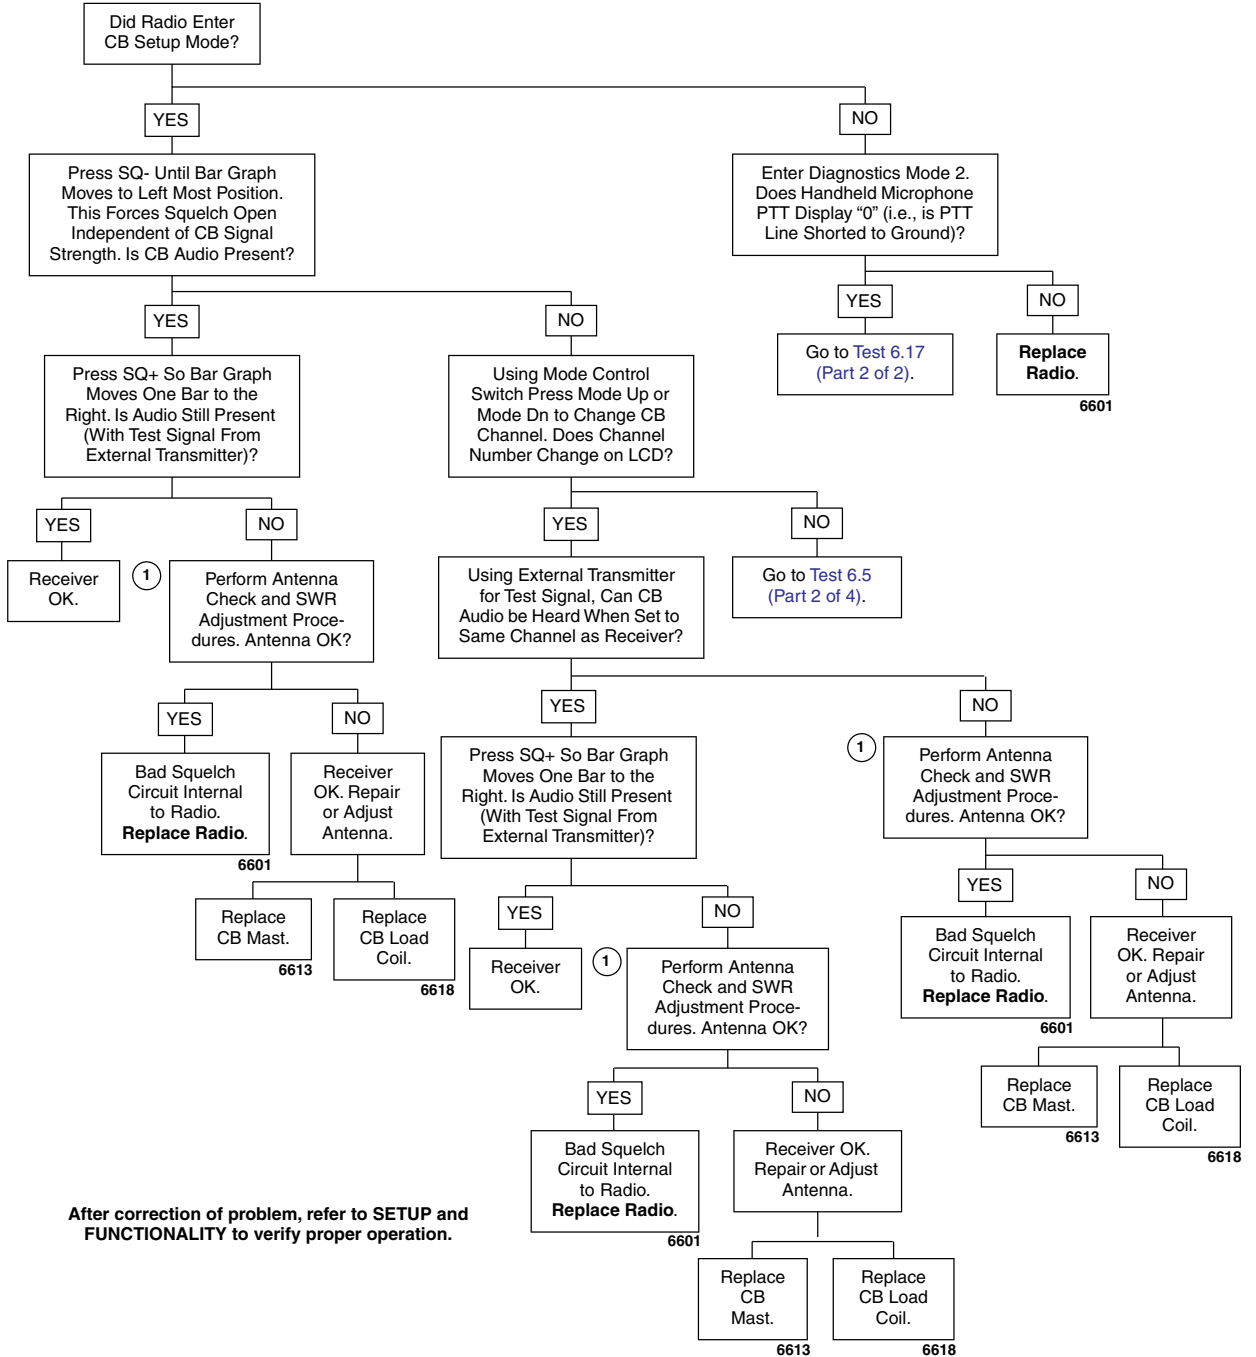 Did Radio Enter
CB Setup Mode?
YES
NO
Press SQ- Until Bar Graph
Moves to Left Most Position.
This Forces Squelch Open
Independent of CB Signal
Strength. Is CB Audio Present?
Enter Diagnostics Mode 2.
Does Handheld Microphone
PTT Display “0” (i.e., is PTT
Line Shorted to Ground)?
YES
NO
YES
NO
Go to Test 6.17
(Part 2 of 2).
Replace
Radio.
6601
Press SQ+ So Bar Graph
Moves One Bar to the
Right. Is Audio Still Present
(With Test Signal From
External Transmitter)?
Using Mode Control
Switch Press Mode Up or
Mode Dn to Change CB
Channel. Does Channel
Number Change on LCD?
YES
NO
YES
NO
Receiver
OK.
1
Perform Antenna
Check and SWR
Adjustment Proce-
dures. Antenna OK?
Using External Transmitter
for Test Signal, Can CB
Audio be Heard When Set to
Same Channel as Receiver?
Go to Test 6.5
(Part 2 of 4).
YES
NO
YES
NO
Bad Squelch
Circuit Internal
to Radio.
Replace Radio.
6601
Receiver
OK. Repair
or Adjust
Antenna.
Press SQ+ So Bar Graph
Moves One Bar to the
Right. Is Audio Still Present
(With Test Signal From
External Transmitter)?
1
Perform Antenna
Check and SWR
Adjustment Proce-
dures. Antenna OK?
Replace
CB Mast.
6613
Replace
CB Load
Coil.
6618
YES
NO
YES
NO
Receiver
OK.
1
Perform Antenna
Check and SWR
Adjustment Proce-
dures. Antenna OK?
Bad Squelch
Circuit Internal
to Radio.
Replace Radio.
6601
Receiver
OK. Repair
or Adjust
Antenna.
YES
NO
Replace
CB Mast.
6613
Replace
CB Load
Coil.
6618
Bad Squelch
Circuit Internal
to Radio.
Replace Radio.
6601
Receiver OK.
Repair or Adjust
Antenna.
Replace
CB
Mast.
6613
Replace
CB Load
Coil.
6618
After correction of problem, refer to SETUP and
FUNCTIONALITY to verify proper operation.